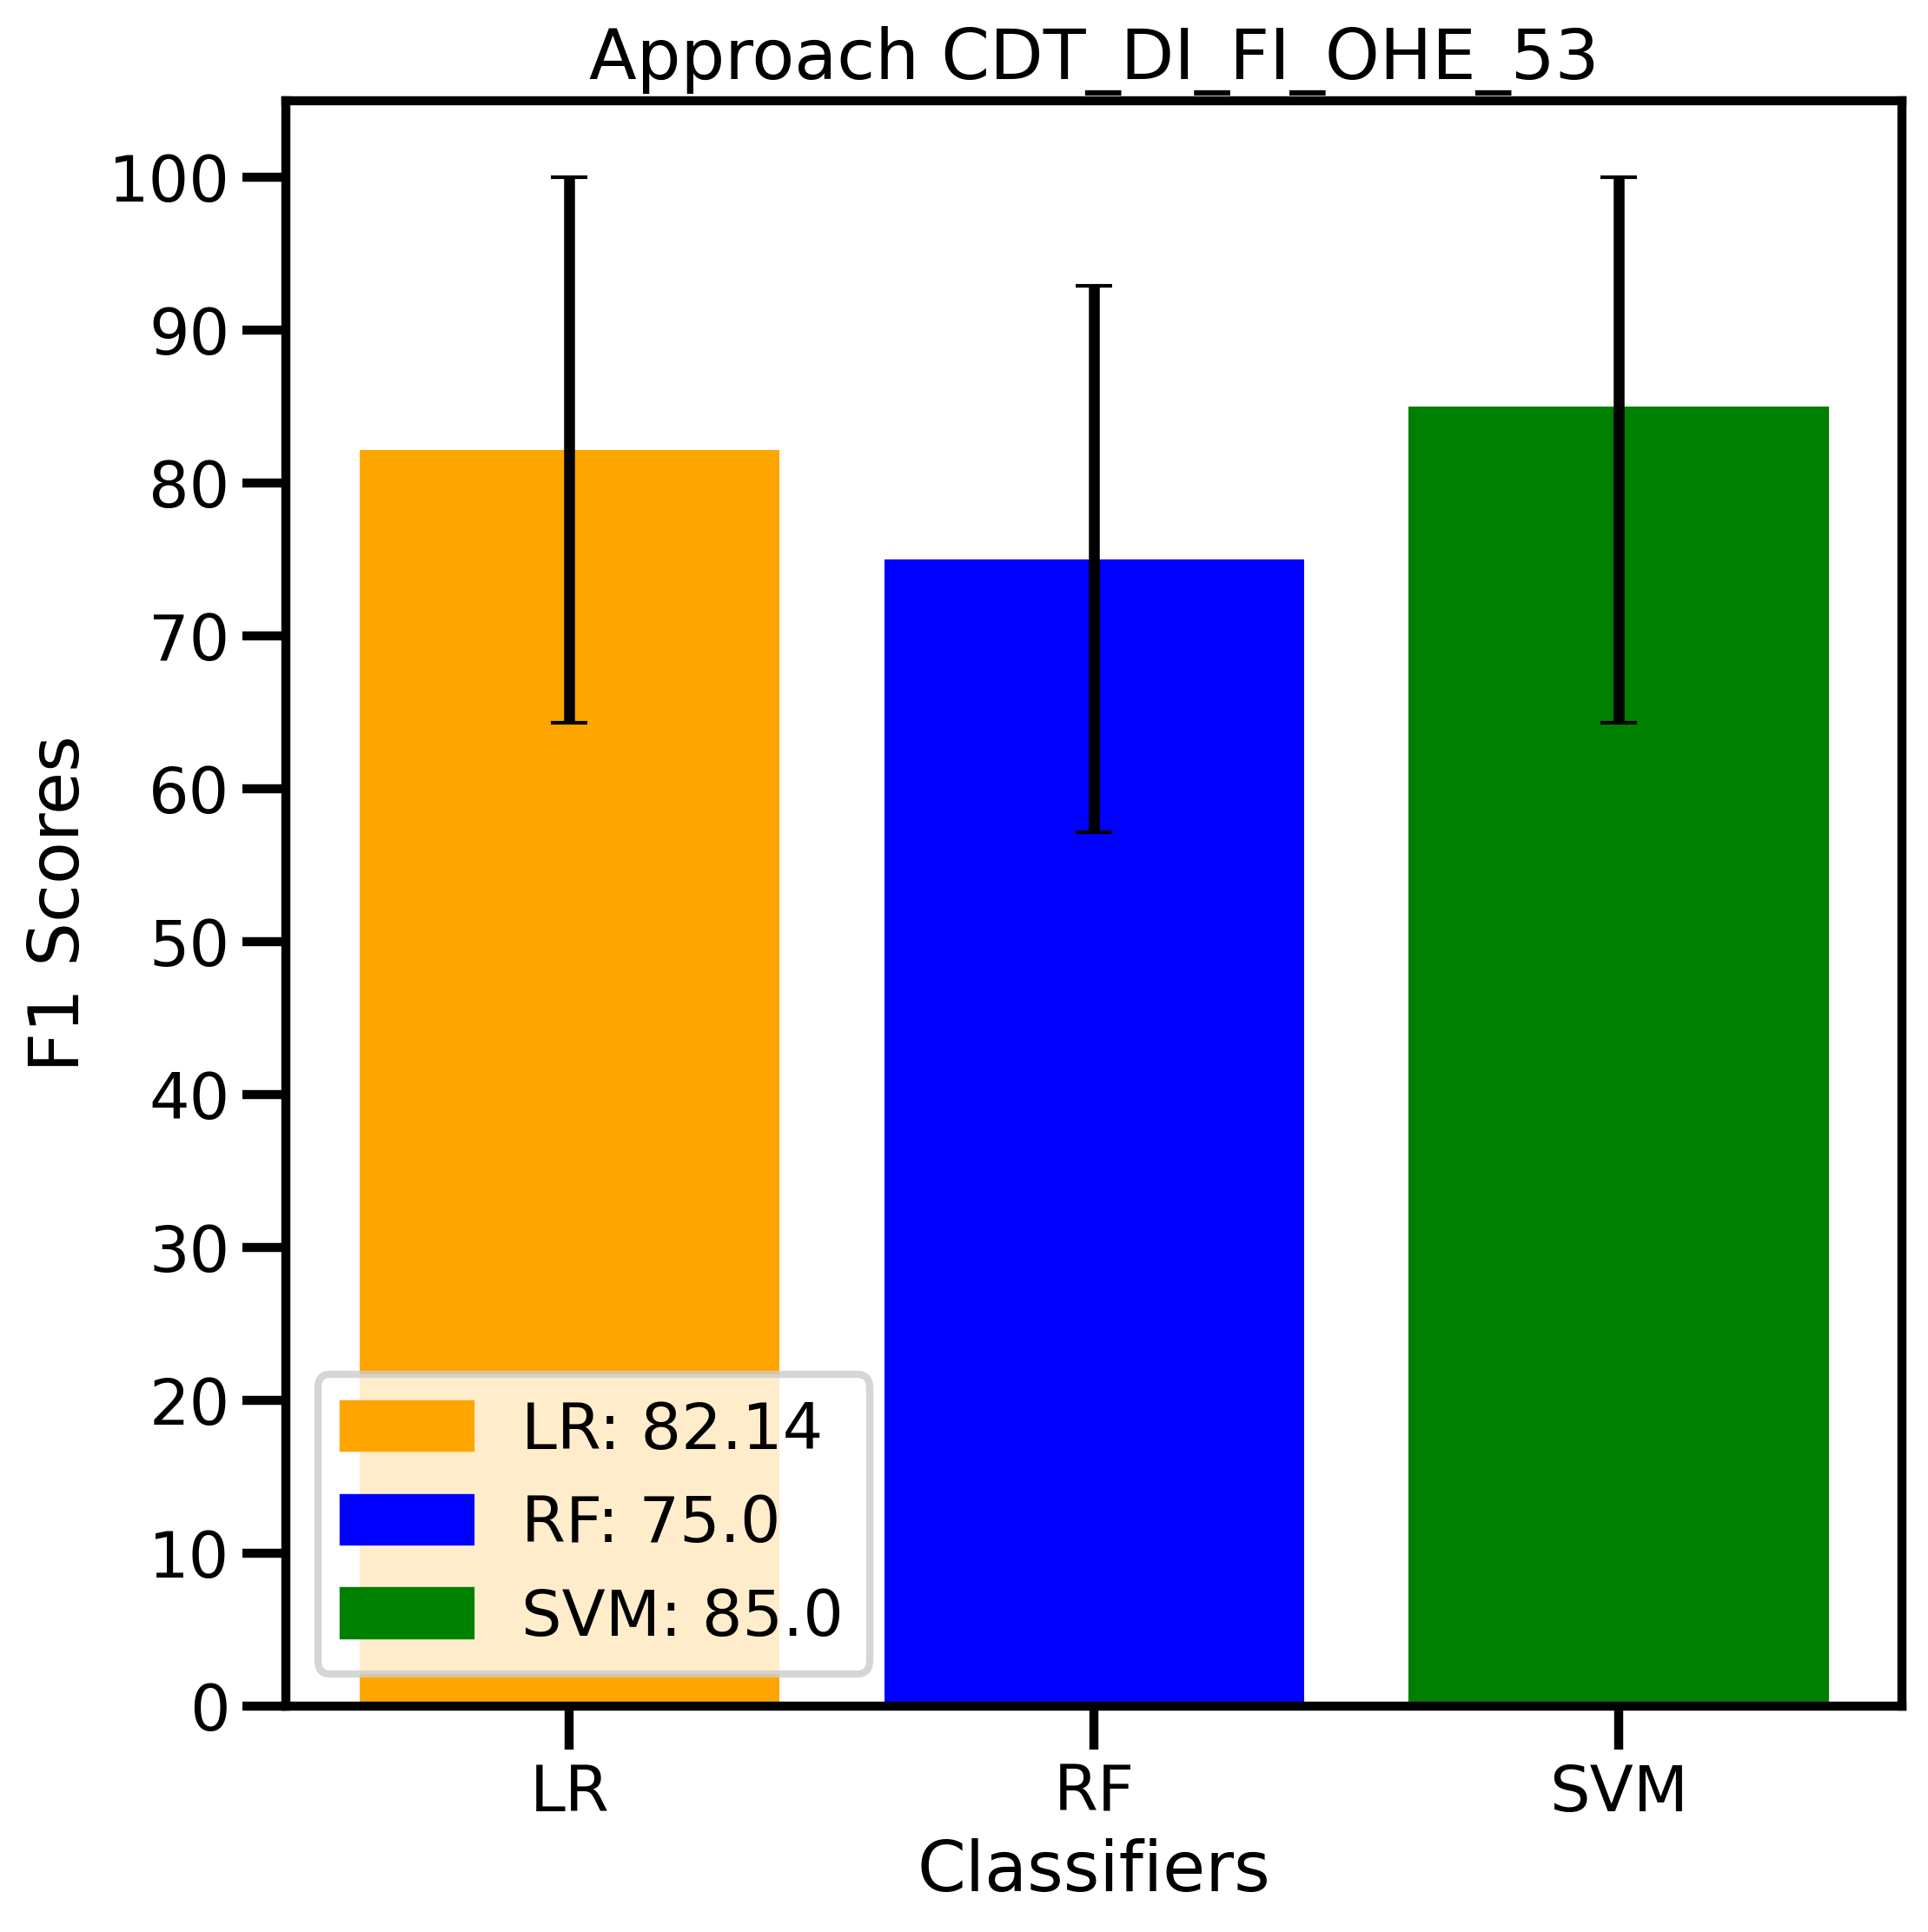 Approach CDT_DI_FI_OHE_53
F1 Scores
100
90
80
70
60
50
40
30
20
10
0
LR: 82.14
RF: 75.0
SVM: 85.0
LR
RF
SVM
Classifiers